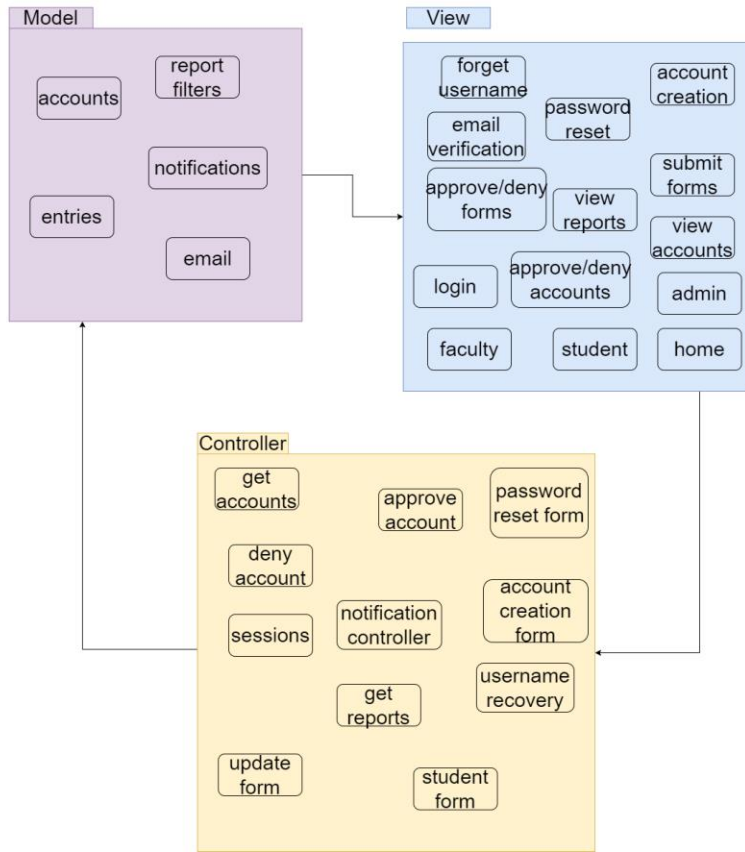 Model
accounts
report
filters
notifications
entries
email
View
forget
username
account
creation
password
reset
email
verification
approve/deny
forms
view
reports
submit
forms
view
accounts
login
approve/deny
accounts
admin
faculty
student
home
Controller
get
accounts
approve
account
password
reset form
deny
account
sessions
notification
controller
account
creation
form
get
reports
username
recovery
update
form
student
form